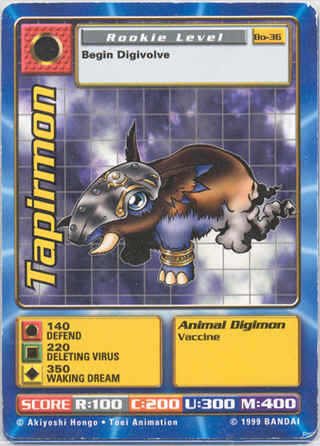 Rookie Level
Bo-36
Begin Digivolve
Tapirmon
140
DEFEND
220
DELETING VIRUS
350
WAKING DREAM
Animal Digimon
Vaccine
SCORE R:100 C:200 U:300 M:400
© Akiyoshi Hongo • Toei Animation © 1999 BANDAI